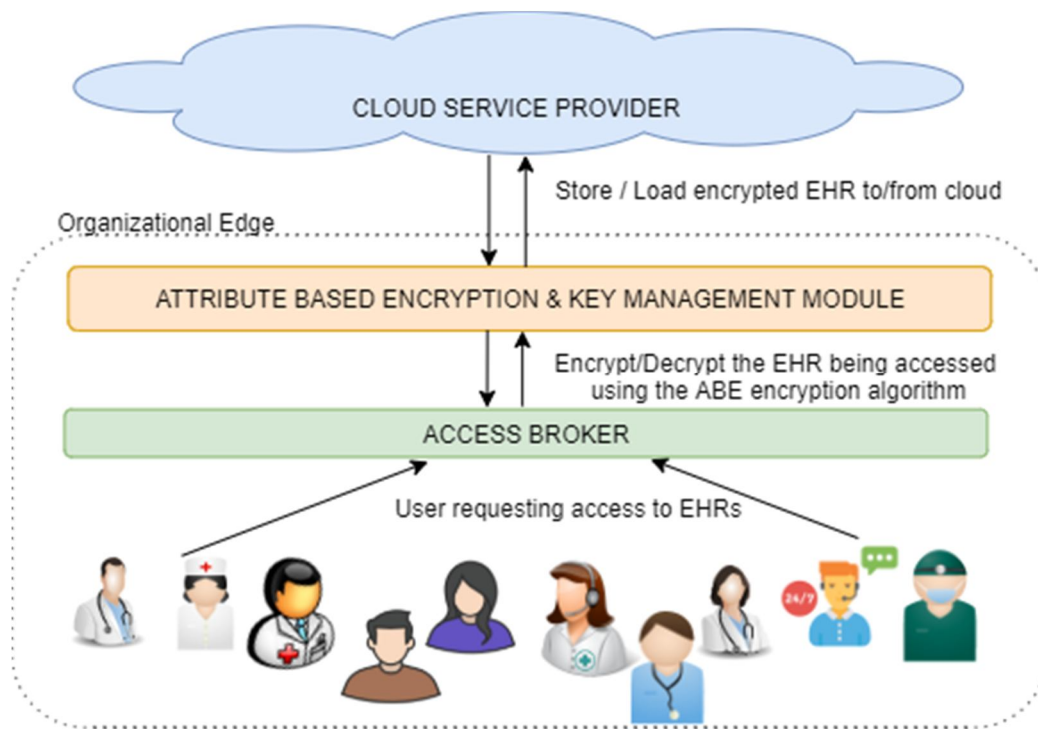 CLOUD SERVICE PROVIDER
Store / Load encrypted EHR to/from cloud
Organizational Edge
ATTRIBUTE BASED ENCRYPTION & KEY MANAGEMENT MODULE
Encrypt/Decrypt the EHR being accessed
using the ABE encryption algorithm
ACCESS BROKER
User requesting access to EHRs
24/7